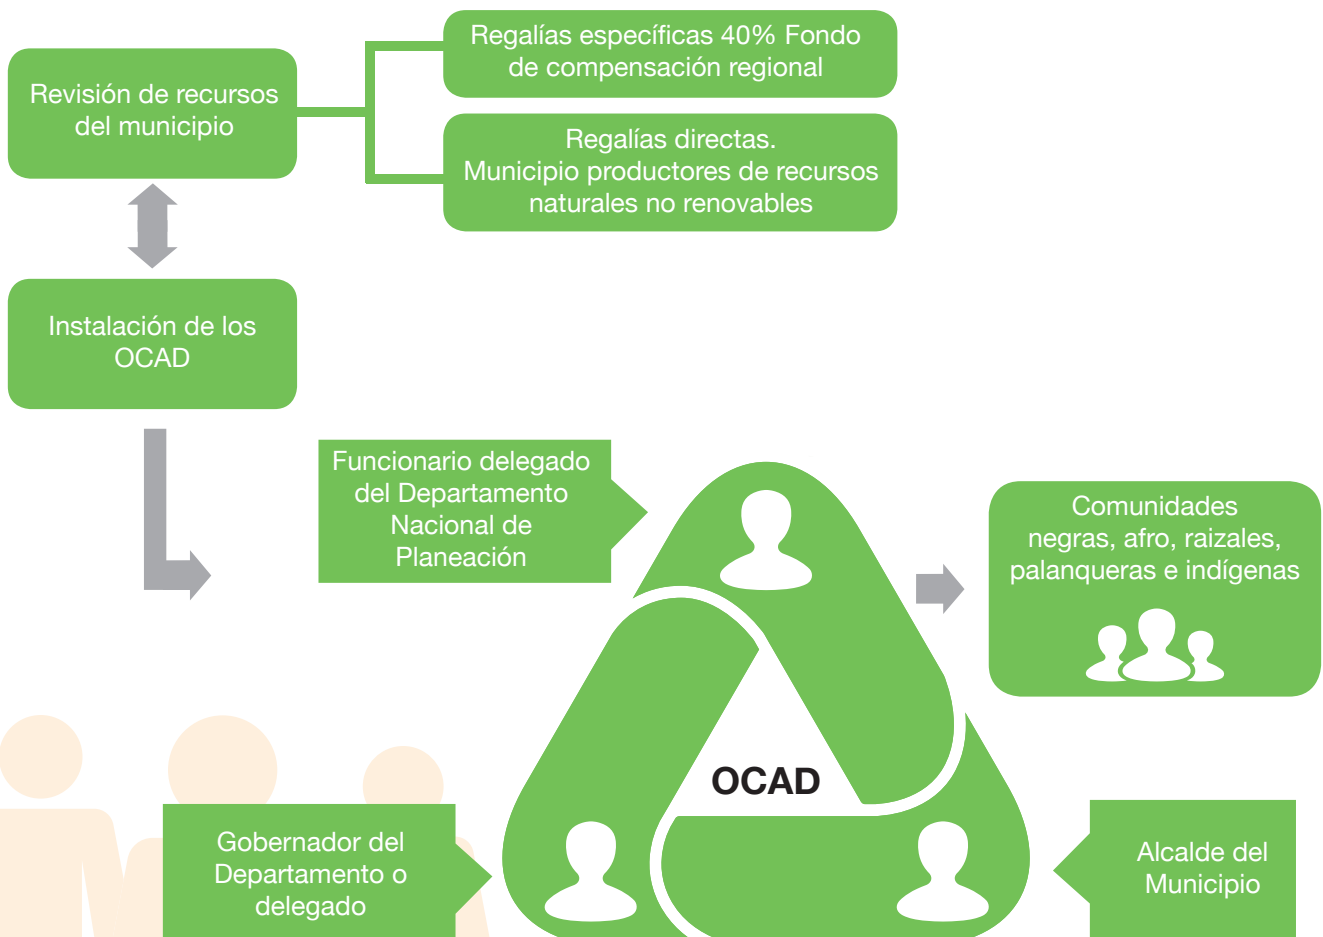 Regalías específicas 40% Fondo
de compensación regional
Revisión de recursos
del municipio
Regalías directas.
Municipio productores de recursos
naturales no renovables
Instalación de los
OCAD
Funcionario delegado
del Departamento
Nacional de
Planeación
Comunidades
negras, afro, raizales,
palanqueras e indígenas
OCAD
Gobernador del
Departamento o
delegado
Alcalde del
Municipio